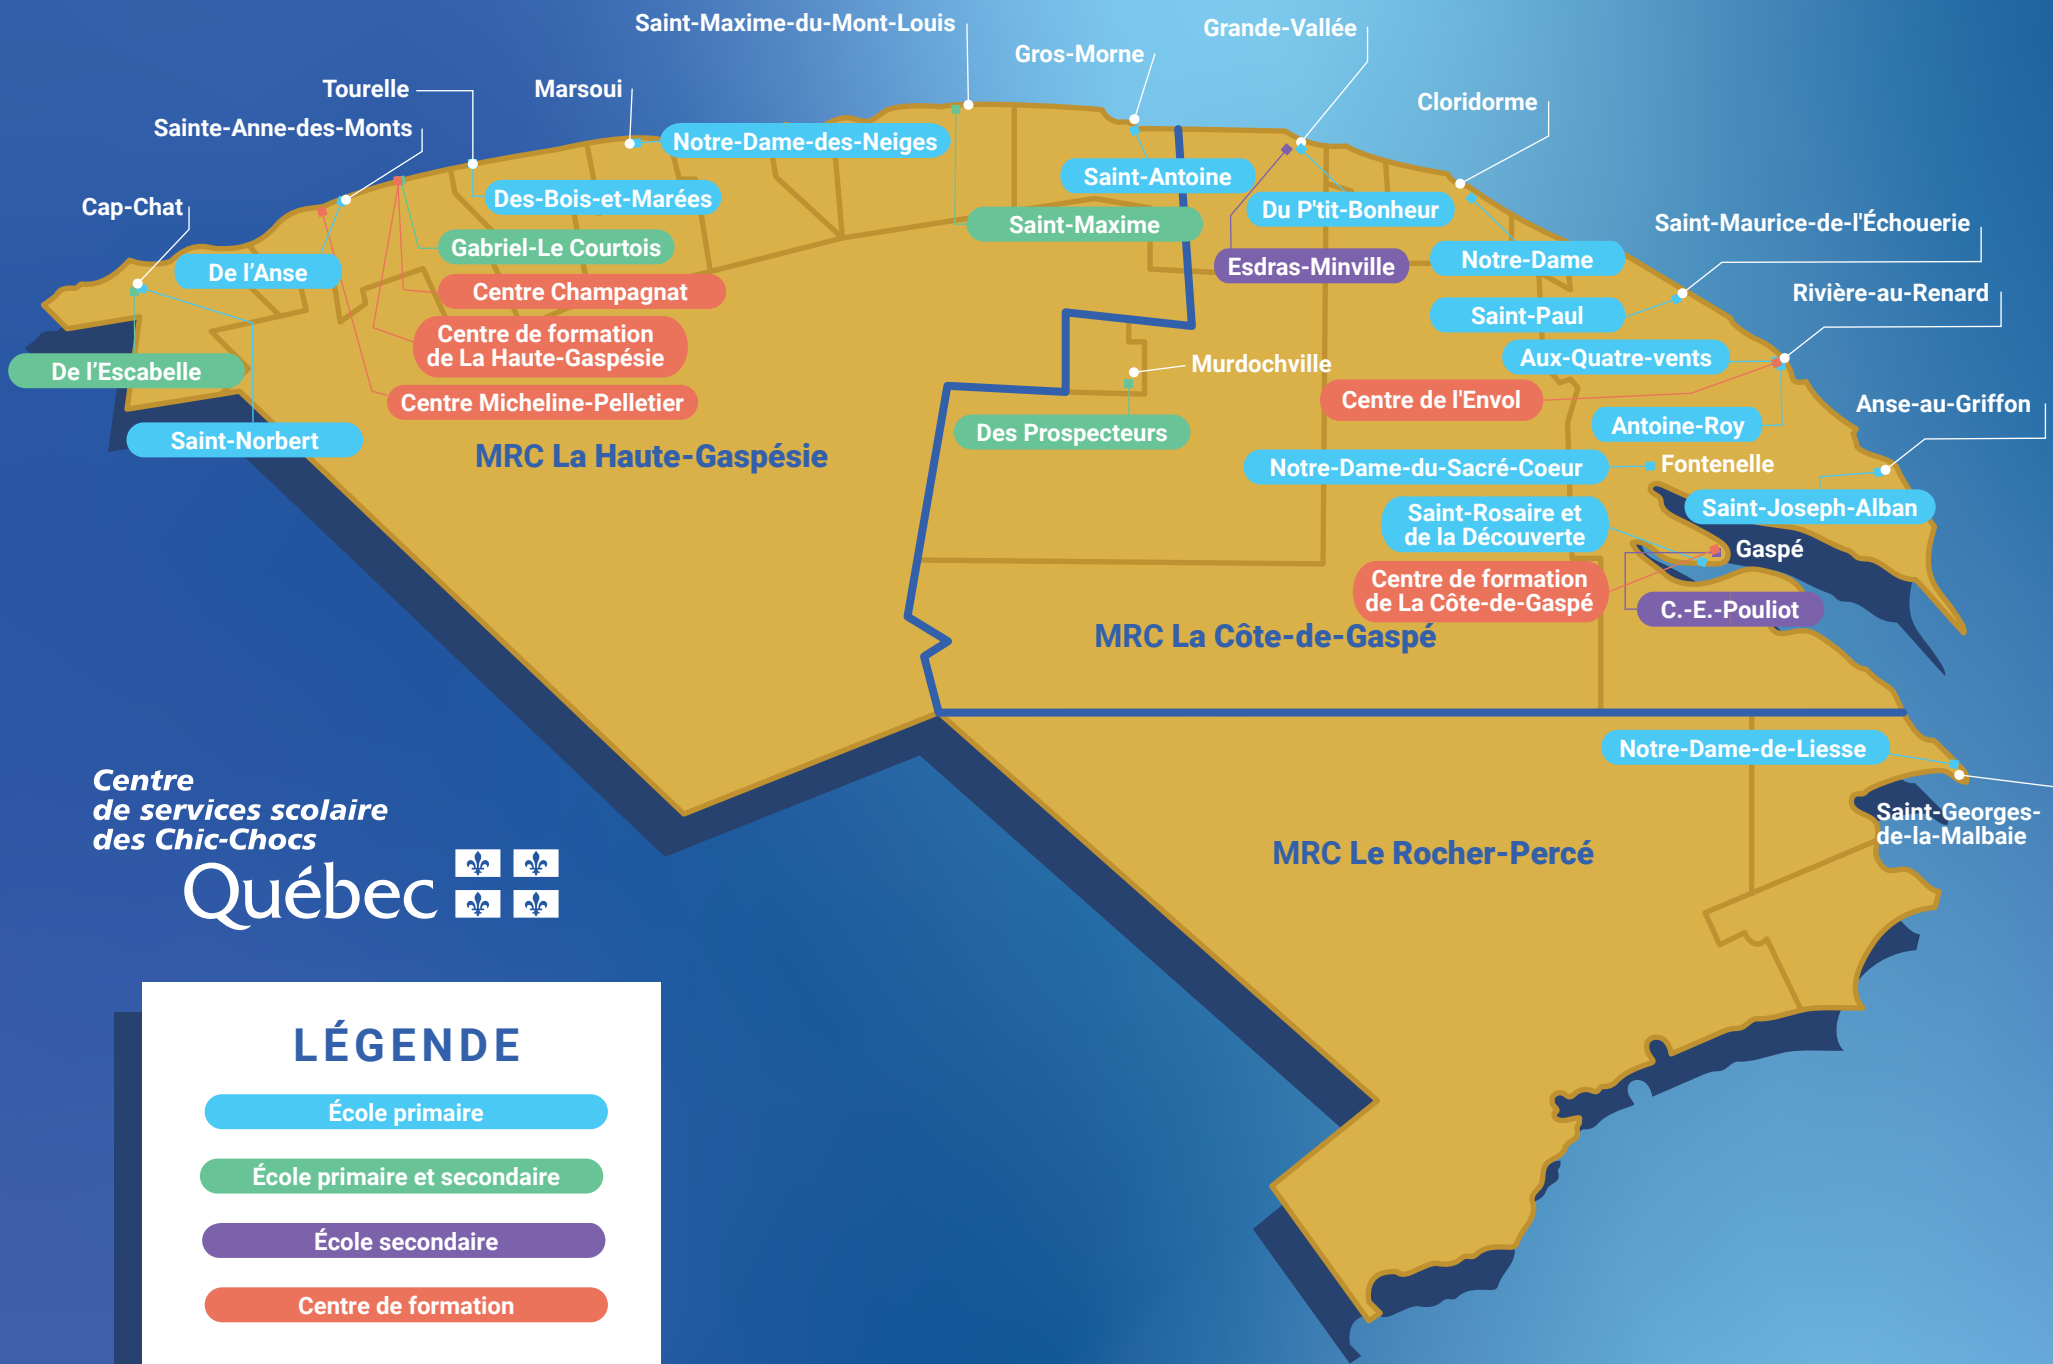 Saint-Maxime-du-Mont-Louis
Grande-Vallée
Gros-Morne
Tourelle
Marsoui
Cloridorme
Sainte-Anne-des-Monts
Notre-Dame-des-Neiges
Saint-Antoine
Des-Bois-et-Marées
Cap-Chat
Du P'tit-Bonheur
Saint-Maxime
Saint-Maurice-de-l'Échouerie
Gabriel-Le Courtois
De l’Anse
Esdras-Minville
Notre-Dame
Centre Champagnat
Rivière-au-Renard
Saint-Paul
Centre de formation
de La Haute-Gaspésie
Aux-Quatre-vents
Murdochville
De l’Escabelle
Centre Micheline-Pelletier
Centre de l'Envol
Anse-au-Griffon
Antoine-Roy
Des Prospecteurs
Saint-Norbert
MRC La Haute-Gaspésie
Notre-Dame-du-Sacré-Coeur
Fontenelle
Saint-Joseph-Alban
Saint-Rosaire et
de la Découverte
Gaspé
Centre de formation
de La Côte-de-Gaspé
C.-E.-Pouliot
MRC La Côte-de-Gaspé
Notre-Dame-de-Liesse
Saint-Georges-
de-la-Malbaie
MRC Le Rocher-Percé
Centre
de services scolaire
des Chic-Chocs
Québec
LÉGENDE
École primaire
École primaire et secondaire
École secondaire
Centre de formation